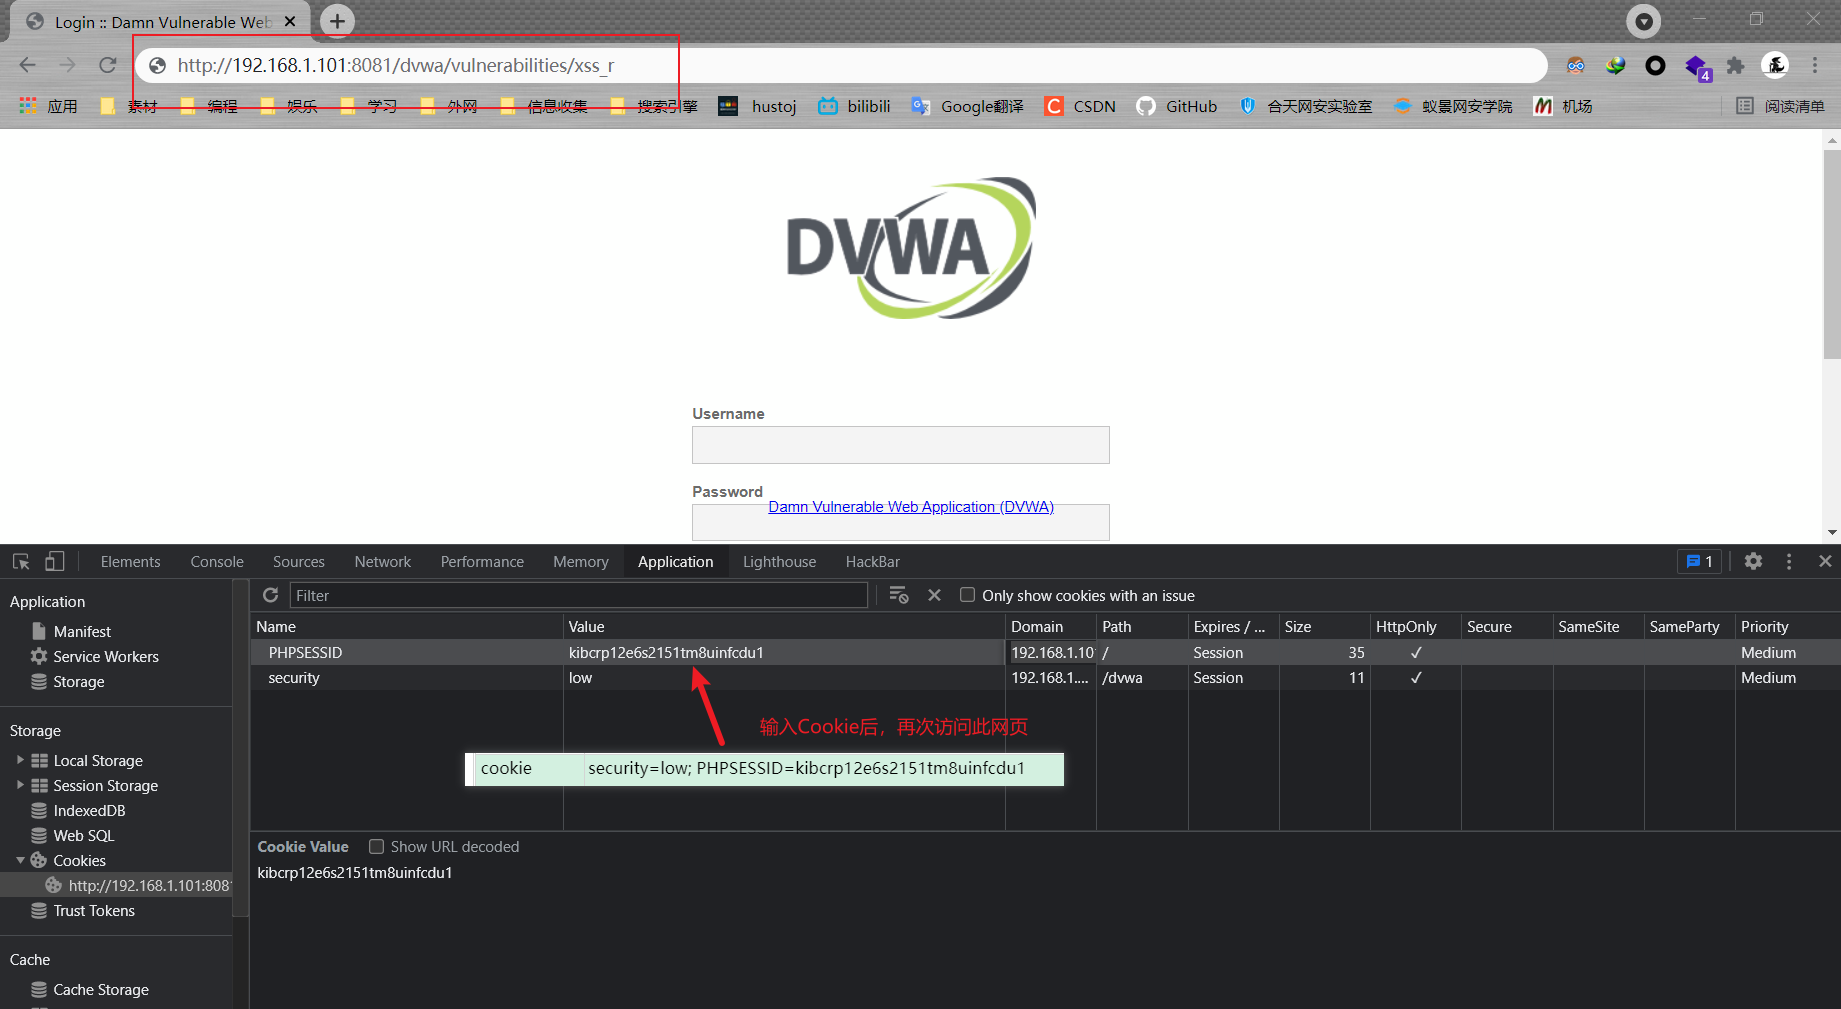 Login :: Damn Vulnerable Web
http://192.168.1.101:8081/dvwa/vulnerabilities/xss_r
应用 素材 编程 娱乐 学习 外网 信息收集 搜索引擎 hustoj bilibili Google翻译 CSDN GitHub 合天网安实验室 蚁景网安学院 机场 阅读清单
4
DVWA
Username
Password
Damn Vulnerable Web Application (DVWA)
Elements Console Sources Network Performance Memory Application Lighthouse HackBar 1
Application
Manifest
Service Workers
Storage
Storage
Local Storage
Session Storage
IndexedDB
Web SQL
Cookies
http://192.168.1.101:8081
Trust Tokens
Cache
Cache Storage
Filter
Only show cookies with an issue
Name Value Domain Path Expires / ... Size HttpOnly Secure SameSite SameParty Priority
PHPSESSID kibcrp12e6s2151tm8uinfcdu1 192.168.1.101 / Session 35 ✓ Medium
security low 192.168.1.... /dvwa Session 11 ✓ Medium
输入Cookie后，再次访问此网页
cookie security=low; PHPSESSID=kibcrp12e6s2151tm8uinfcdu1
Cookie Value Show URL decoded
kibcrp12e6s2151tm8uinfcdu1